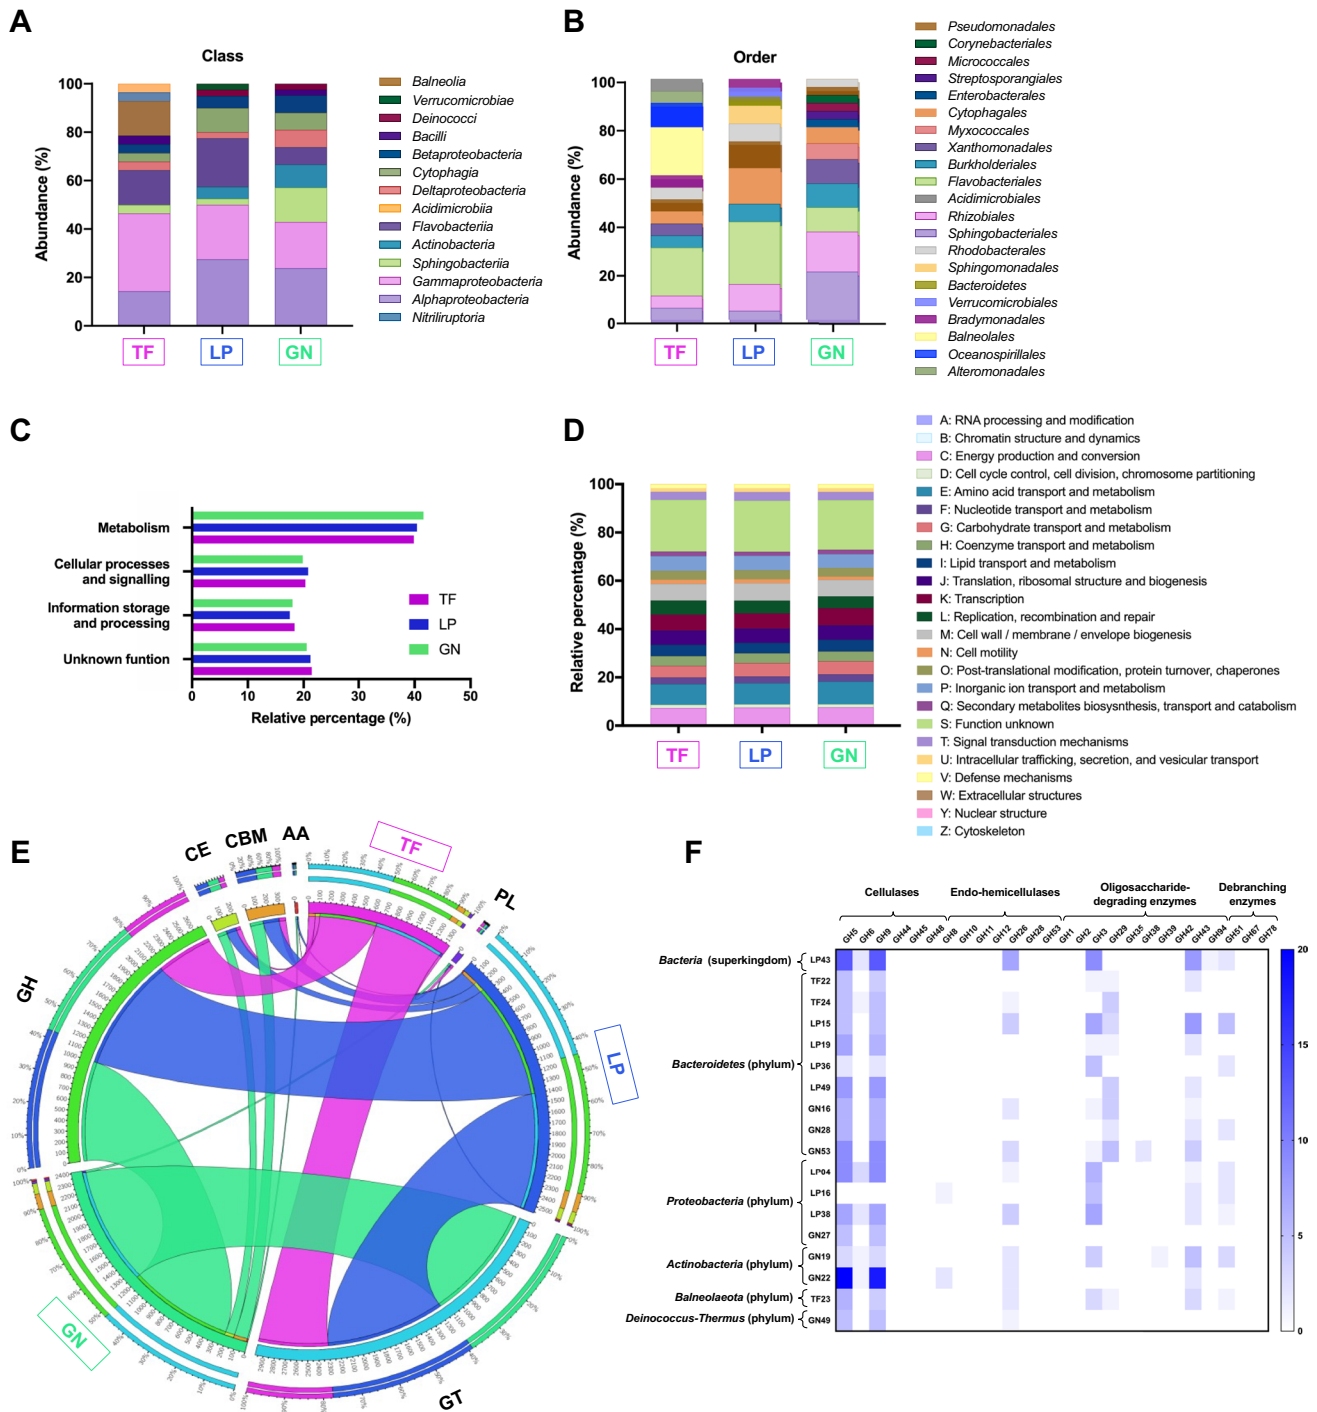 A
Class
Abundance (%)
100
80
60
40
20
0
TF
LP
GN
Balneolia
Verrucomicrobiae
Deinococci
Bacilli
Betaproteobacteria
Cytophagia
Deltaproteobacteria
Acidimicrobiia
Flavobacteriia
Actinobacteria
Sphingobacteriia
Gammaproteobacteria
Alphaproteobacteria
Nitriliruptoria
B
Order
Abundance (%)
100
80
60
40
20
0
TF
LP
GN
Pseudomonadales
Corynebacteriales
Micrococcales
Streptosporangiales
Enterobacterales
Cytophagales
Myxococcales
Xanthomonadales
Burkholderiales
Flavobacteriales
Acidimicrobiales
Rhizobiales
Sphingobacteriales
Rhodobacterales
Sphingomonadales
Bacteroidetes
Verrucomicrobiales
Bradymonadales
Balneolales
Oceanospirillales
Alteromonadales
C
Metabolism
Cellular processes
and signalling
Information storage
and processing
Unknown funtion
TF
LP
GN
0 10 20 30 40 50
Relative percentage (%)
D
Relative percentage (%)
100
80
60
40
20
0
TF
LP
GN
A: RNA processing and modification
B: Chromatin structure and dynamics
C: Energy production and conversion
D: Cell cycle control, cell division, chromosome partitioning
E: Amino acid transport and metabolism
F: Nucleotide transport and metabolism
G: Carbohydrate transport and metabolism
H: Coenzyme transport and metabolism
I: Lipid transport and metabolism
J: Translation, ribosomal structure and biogenesis
K: Transcription
L: Replication, recombination and repair
M: Cell wall / membrane / envelope biogenesis
N: Cell motility
O: Post-translational modification, protein turnover, chaperones
P: Inorganic ion transport and metabolism
Q: Secondary metabolites biosysnthesis, transport and catabolism
S: Function unknown
T: Signal transduction mechanisms
U: Intracellular trafficking, secretion, and vesicular transport
V: Defense mechanisms
W: Extracellular structures
Y: Nuclear structure
Z: Cytoskeleton
E
GH
CE
CBM
AA
TF
PL
LP
GT
GN
F
Cellulases
Endo-hemicellulases
Oligosaccharide-
degrading enzymes
Debranching
enzymes
GH5 GH6 GH9 GH44 GH45 GH48 GH8 GH10 GH11 GH12 GH26 GH28 GH53 GH1 GH2 GH3 GH29 GH35 GH38 GH39 GH42 GH43 GH94 GH51 GH67 GH78
Bacteria (superkingdom)
LP43
TF22
TF24
LP15
LP19
Bacteroidetes (phylum)
LP36
LP49
GN16
GN28
GN53
LP04
LP16
Proteobacteria (phylum)
LP38
GN27
GN19
Actinobacteria (phylum)
GN22
Balneolaeota (phylum)
TF23
Deinococcus-Thermus (phylum)
GN49
20
15
10
5
0